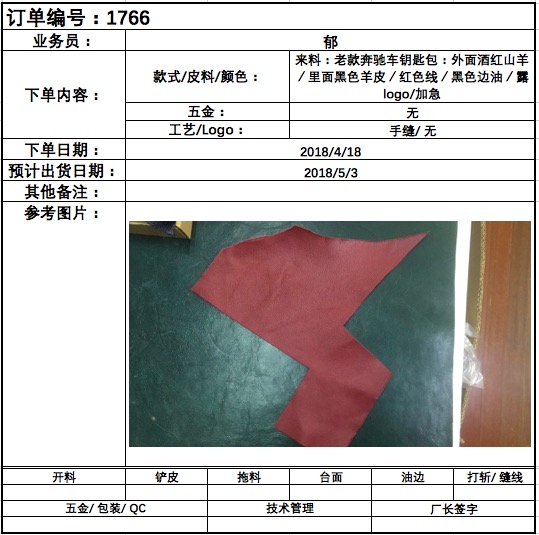 订单编号：1766
业务员： 郁
下单内容： 款式/皮料/颜色： 来料：老款奔驰车钥匙包：外面酒红山羊
/ 里面黑色羊皮 / 红色线 / 黑色边油 / 露
logo/加急
五金： 无
工艺/Logo： 手缝/ 无
下单日期： 2018/4/18
预计出货日期： 2018/5/3
其他备注：
参考图片：
开料 铲皮 拖料 台面 油边 打斩/ 缝线
五金/ 包装/ QC 技术管理 厂长签字